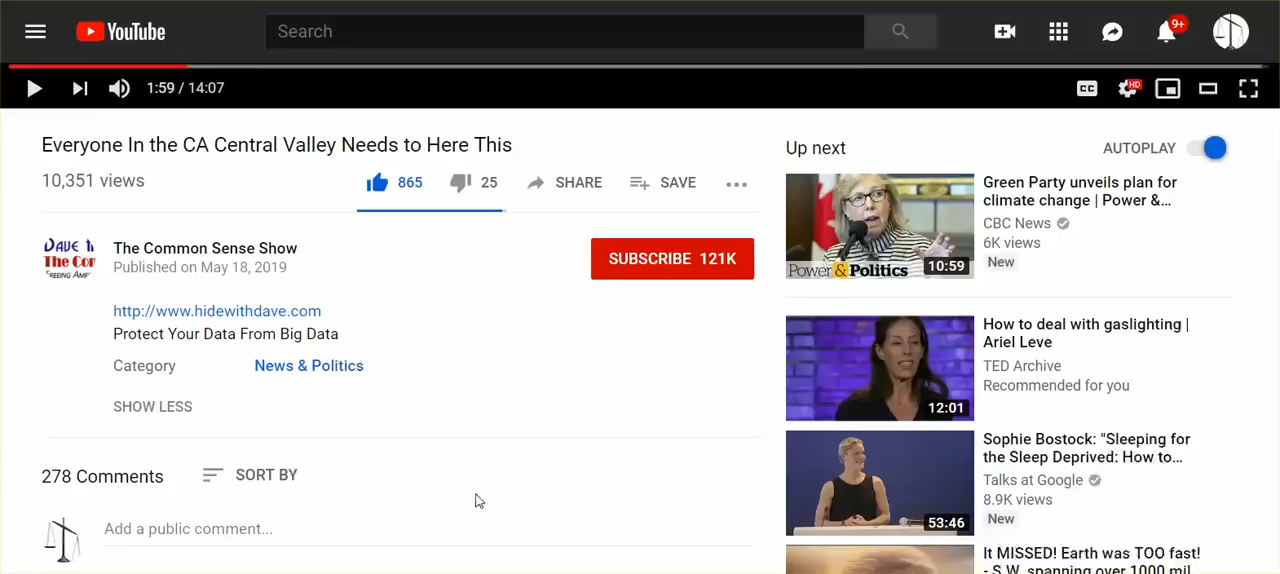 YouTube
Search
9+
1:59 / 14:07
CC
HD
Everyone In the CA Central Valley Needs to Here This
10,351 views
865
25
SHARE
SAVE
The Common Sense Show
Published on May 18, 2019
SUBSCRIBE 121K
http://www.hidewithdave.com
Protect Your Data From Big Data
Category
News & Politics
SHOW LESS
278 Comments
SORT BY
Add a public comment...
Up next
AUTOPLAY
Power & Politics
10:59
Green Party unveils plan for
climate change | Power &...
CBC News
6K views
New
12:01
How to deal with gaslighting |
Ariel Leve
TED Archive
Recommended for you
53:46
Sophie Bostock: "Sleeping for
the Sleep Deprived: How to...
Talks at Google
8.9K views
New
It MISSED! Earth was TOO fast!
- S.W. spanning over 1000 mil